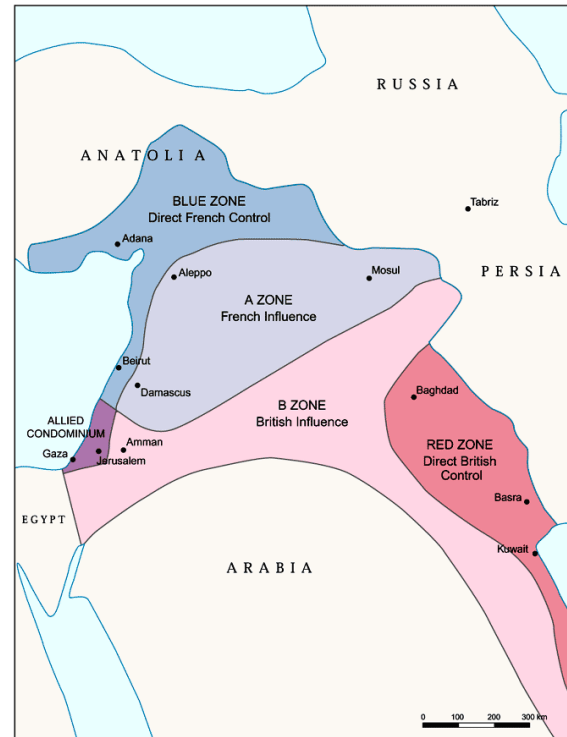 RUSSIA
ANATOLIA
BLUE ZONE
Direct French Control
Tabriz
Adana
Aleppo
Mosul
PERSIA
A ZONE
French Influence
Beirut
Damascus
Baghdad
B ZONE
British Influence
ALLIED
CONDOMINIUM
Amman
Gaza
Jerusalem
RED ZONE
Direct British
Control
Basra
EGYPT
Kuwait
ARABIA
0 100 200 300 km